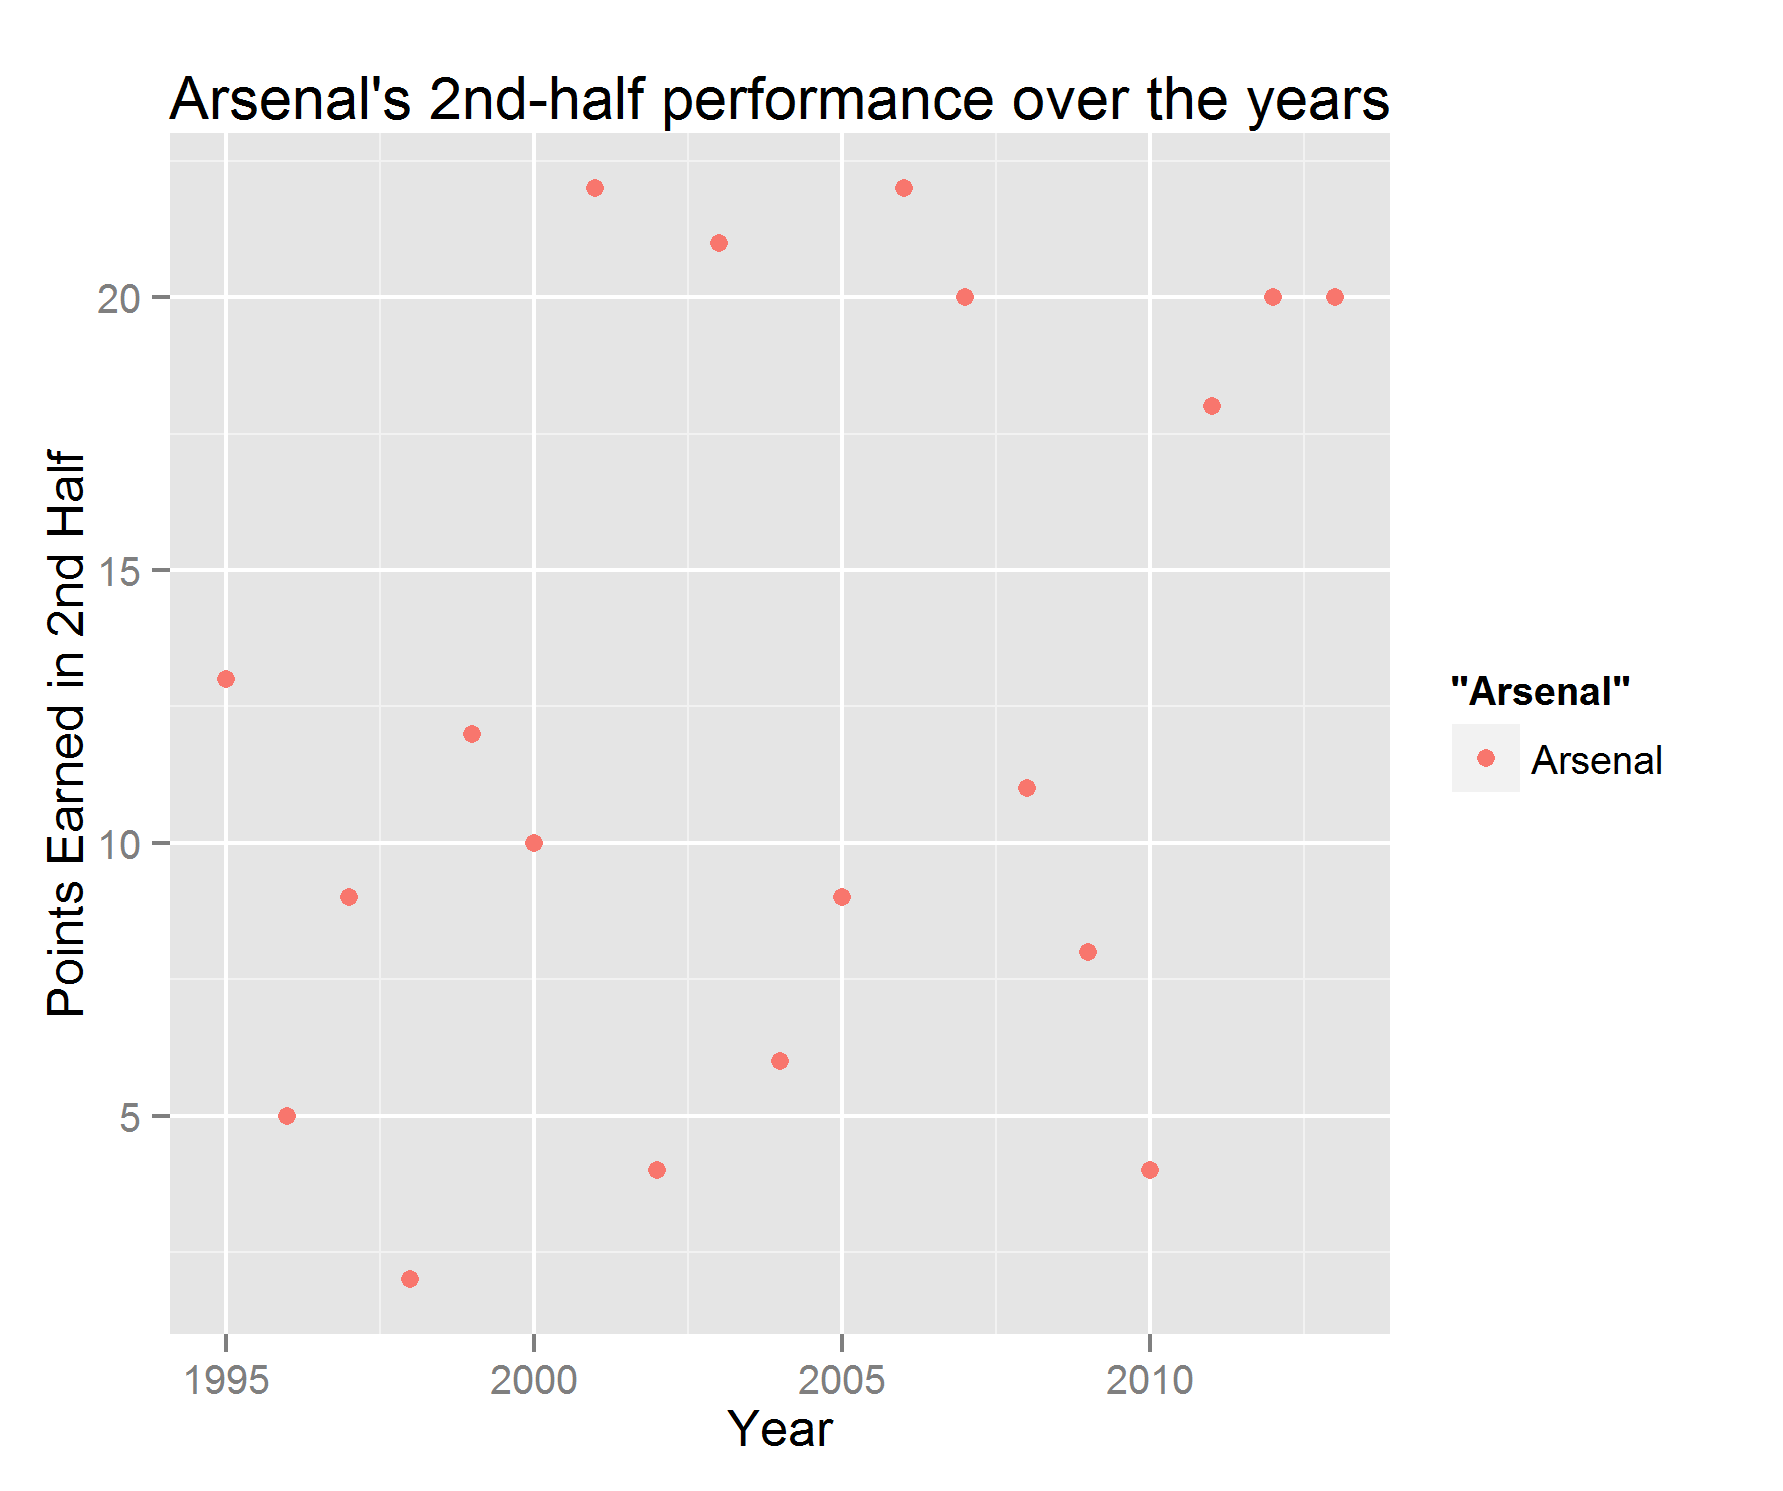 Arsenal's 2nd-half performance over the years
Points Earned in 2nd Half
20
15
10
5
1995 2000 2005 2010
Year
"Arsenal"
Arsenal